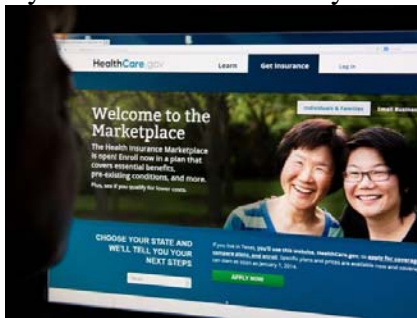 HealthCare.gov
Learn
Get Insurance
Log in
Individuals & Families
Small Business
Welcome to the
Marketplace
The Health Insurance Marketplace
is open! Enroll now in a plan that
covers essential benefits,
pre-existing conditions, and more.
Plus, see if you qualify for lower costs.
CHOOSE YOUR STATE AND
WE'LL TELL YOU YOUR
NEXT STEPS
Texas
If you live in Texas, you'll use this website, HealthCare.gov, to apply for coverage,
compare plans, and enroll. Specific plans and prices are available now and coverage
can start as soon as January 1, 2014.
APPLY NOW